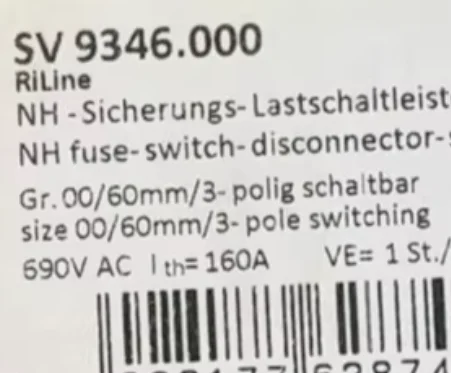 SV 9346.000
RiLine
NH - Sicherungs- Lastschaltleist
NH fuse- switch- disconnector-
Gr. 00/60mm/3- polig schaltbar
size 00/60mm/3- pole switching
690V AC I th= 160A VE= 1 St./